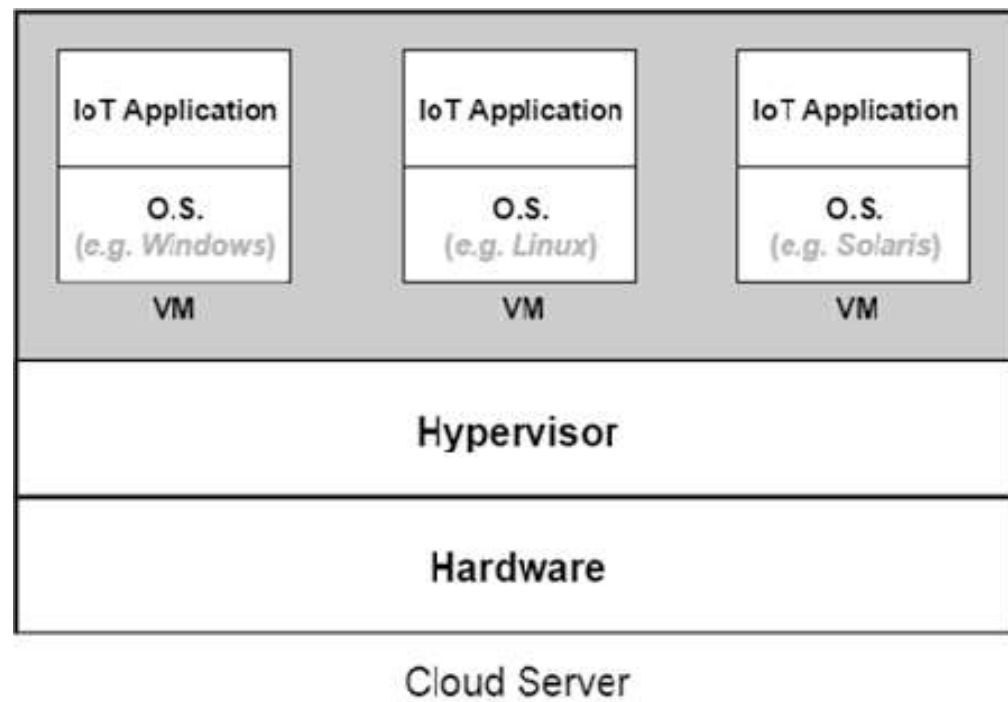 IoT Application
IoT Application
IoT Application
O.S.
(e.g. Windows)
O.S.
(e.g. Linux)
O.S.
(e.g. Solaris)
VM
VM
VM
Hypervisor
Hardware
Cloud Server